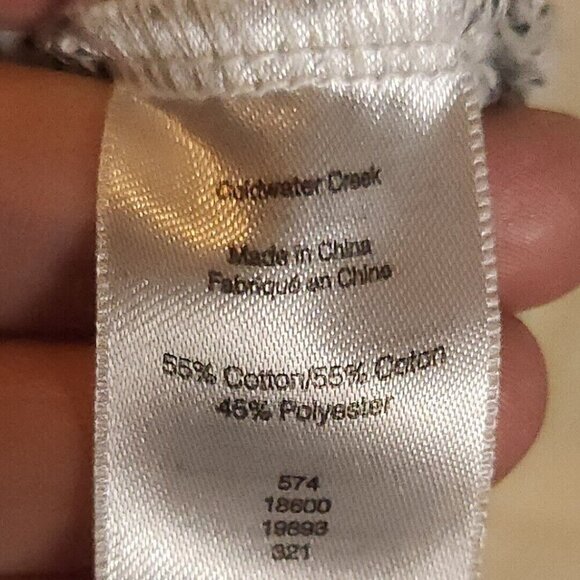 Coldwater Creek
Made in China
Fabriqué en Chine
55% Cotton/55% Coton
45% Polyester
574
18600
19893
321